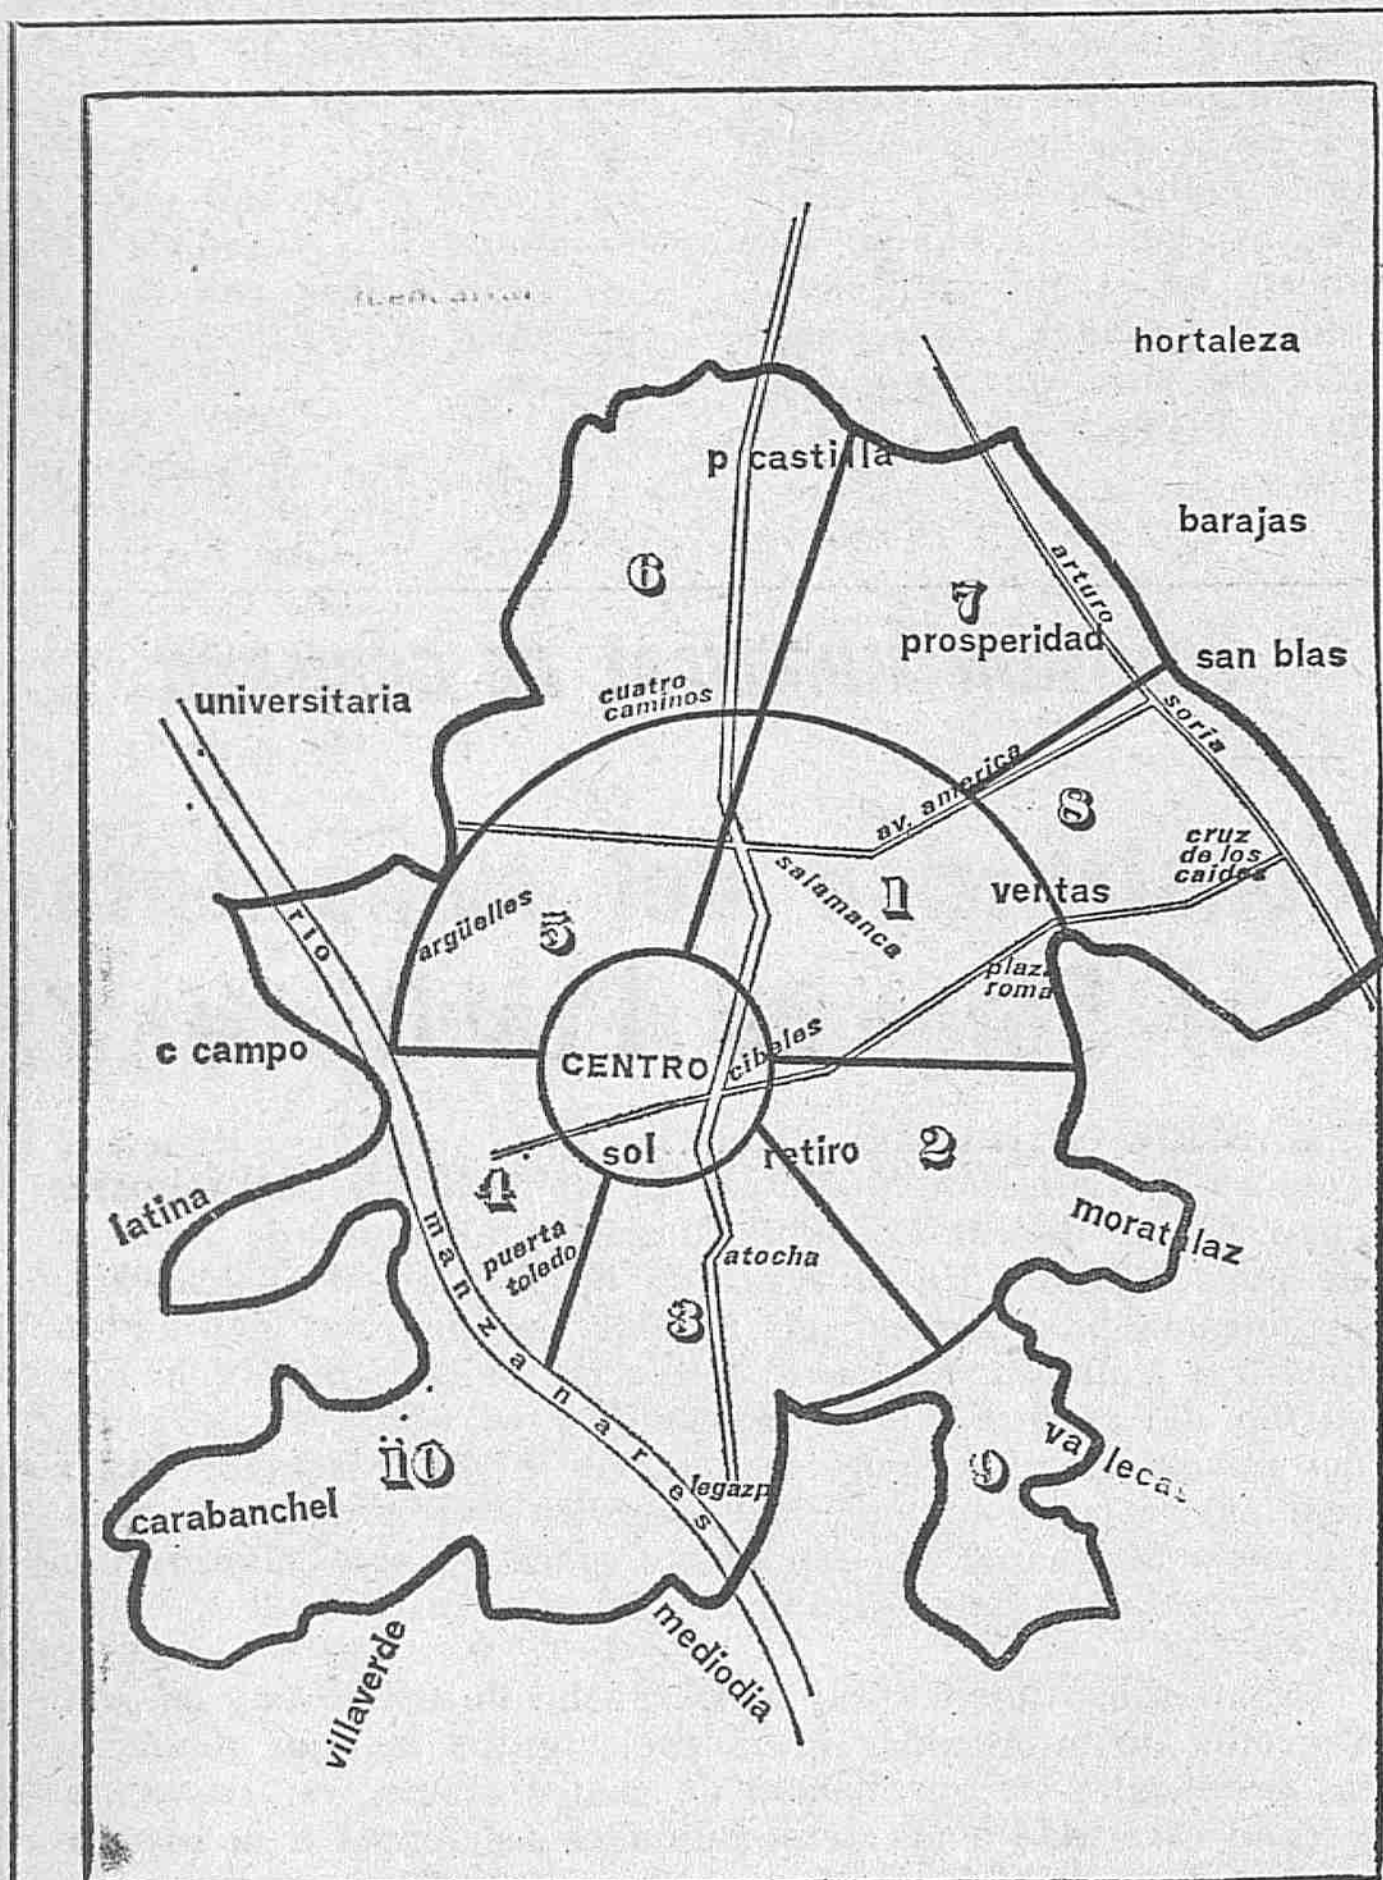 hortaleza
p castilla
barajas
6
arturo
7
prosperidad
san blas
cuatro
caminos
universitaria
soria
av. america
8
cruz
de los
caidos
salamanca
1
ventas
argüelles
5
rio
plaza
roma
c campo
CENTRO
cibeles
sol
retiro
2
4
latina
moratalaz
manzanares
puerta
toledo
atocha
3
vallecas
10
9
legazpi
carabanchel
mediodia
villaverde